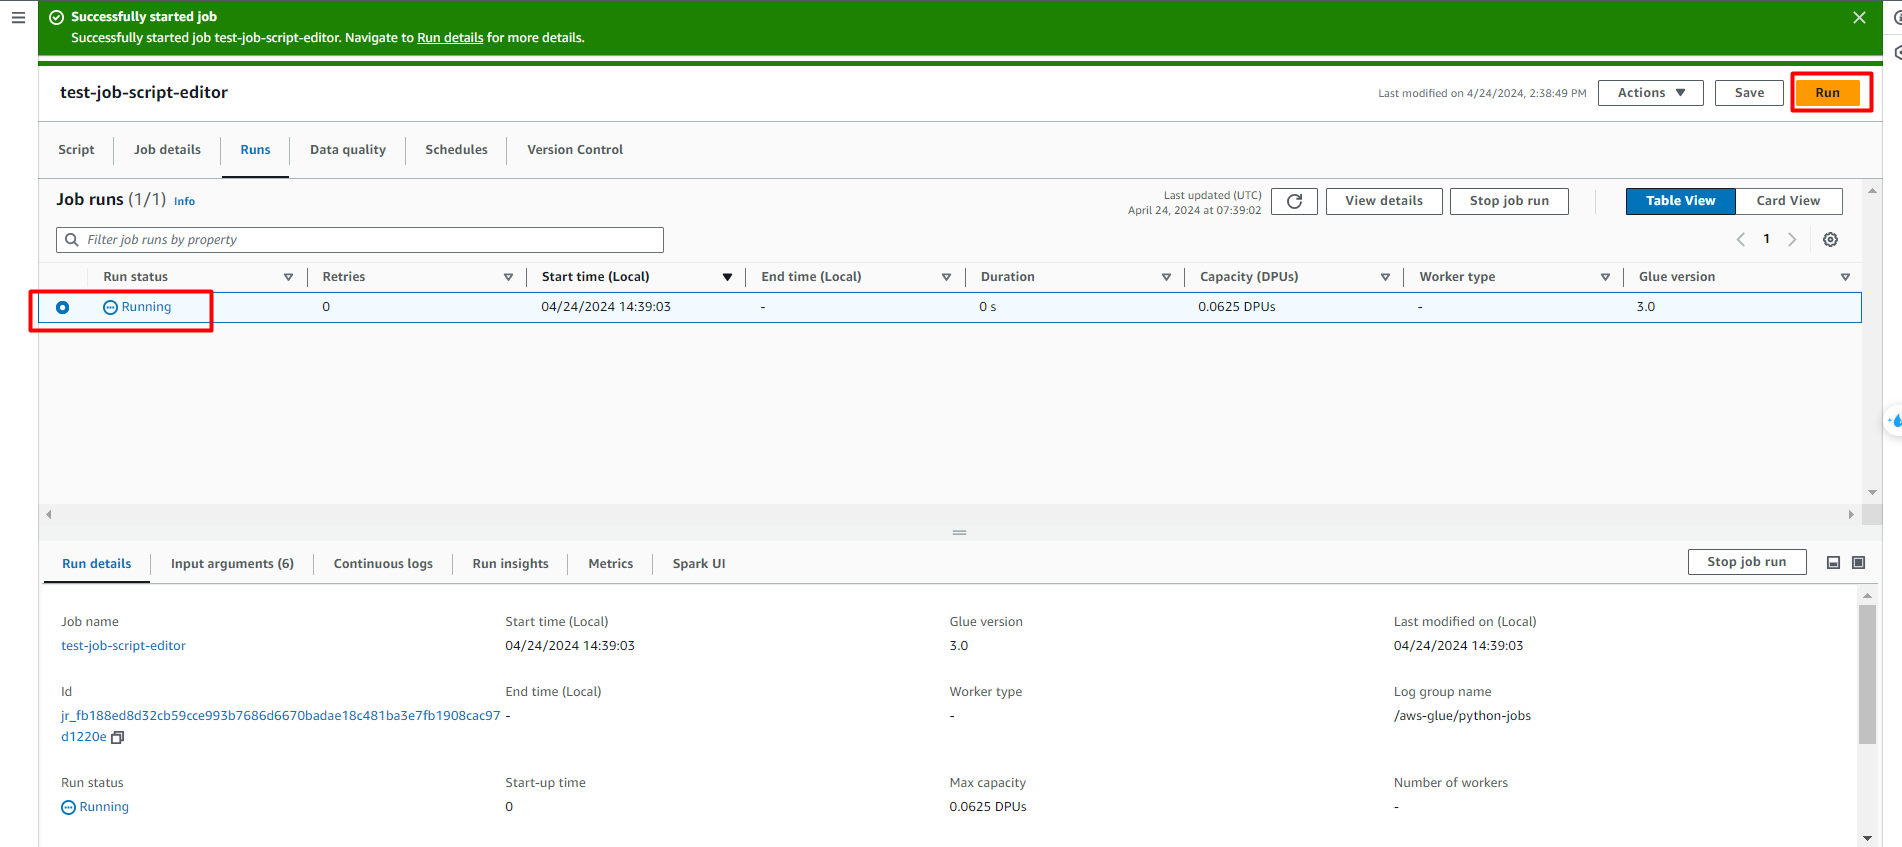 Successfully started job
Successfully started job test-job-script-editor. Navigate to Run details for more details.
test-job-script-editor
Last modified on 4/24/2024, 2:38:49 PM
Actions
Save
Run
Script
Job details
Runs
Data quality
Schedules
Version Control
Job runs (1/1) Info
Last updated (UTC)
April 24, 2024 at 07:39:02
View details
Stop job run
Table View
Card View
Filter job runs by property
1
Run status
Retries
Start time (Local)
End time (Local)
Duration
Capacity (DPUs)
Worker type
Glue version
Running
0
04/24/2024 14:39:03
-
0 s
0.0625 DPUs
-
3.0
Run details
Input arguments (6)
Continuous logs
Run insights
Metrics
Spark UI
Stop job run
Job name
test-job-script-editor
Start time (Local)
04/24/2024 14:39:03
Glue version
3.0
Last modified on (Local)
04/24/2024 14:39:03
Id
jr_fb188ed8d32cb59cce993b7686d6670badae18c481ba3e7fb1908cac97
d1220e
End time (Local)
-
Worker type
-
Log group name
/aws-glue/python-jobs
Run status
Running
Start-up time
0
Max capacity
0.0625 DPUs
Number of workers
-